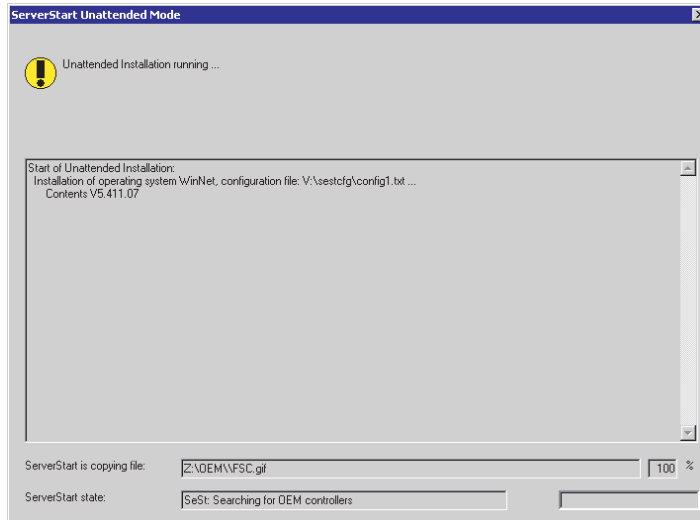 ServerStart Unattended Mode
Unattended Installation running ...
Start of Unattended Installation:
Installation of operating system WinNet, configuration file: V:\sestcfg\config1.txt ...
Contents V5.411.07
ServerStart is copying file: Z:\OEM\\FSC.gif 100 %
ServerStart state: SeSt: Searching for OEM controllers